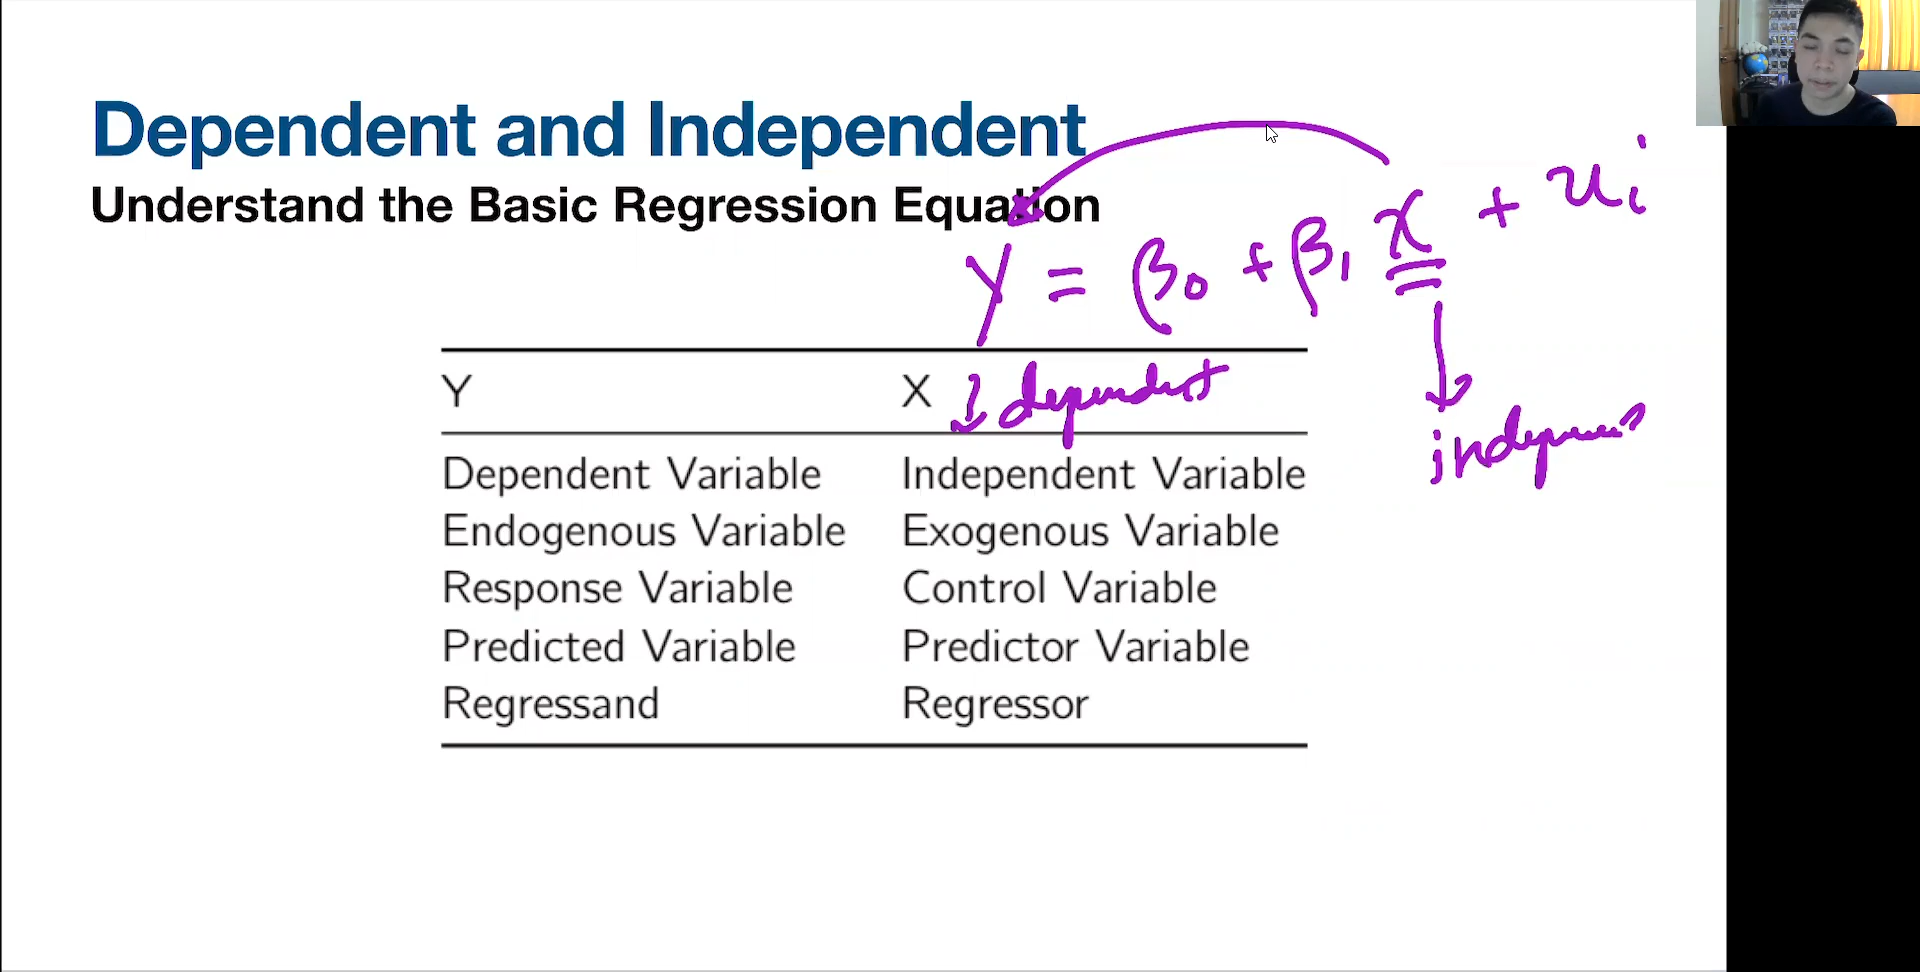 Dependent and Independent
Understand the Basic Regression Equation
Y = β₀ + β₁ x + uᵢ
Y X
dependent
Dependent Variable Independent Variable
Endogenous Variable Exogenous Variable
Response Variable Control Variable
Predicted Variable Predictor Variable
Regressand Regressor